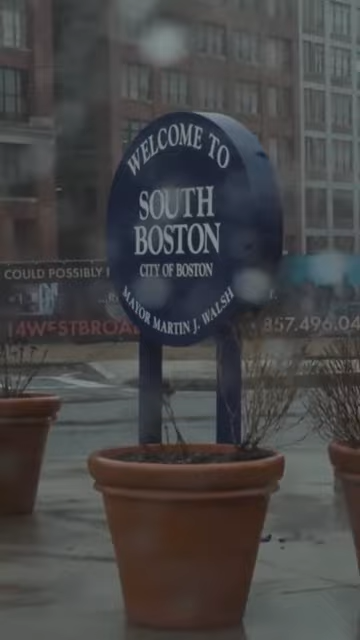 WELCOME TO
SOUTH
BOSTON
CITY OF BOSTON
MAYOR MARTIN J. WALSH
COULD POSSIBLY
14WESTBROAD
857.496.04